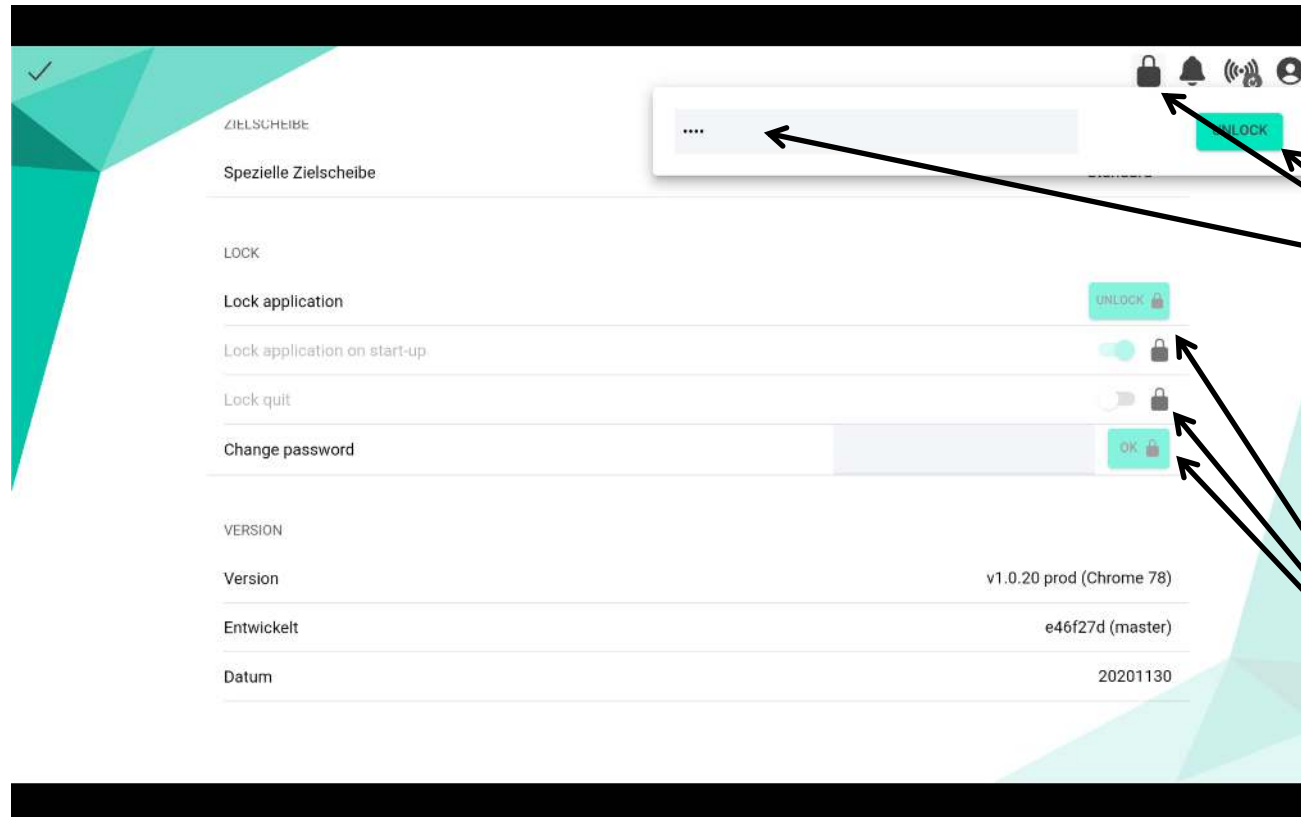 ZIELSCHEIBE
••••
UNLOCK
Spezielle Zielscheibe
LOCK
Lock application
UNLOCK
Lock application on start-up
Lock quit
Change password
OK
VERSION
Version
v1.0.20 prod (Chrome 78)
Entwickelt
e46f27d (master)
Datum
20201130